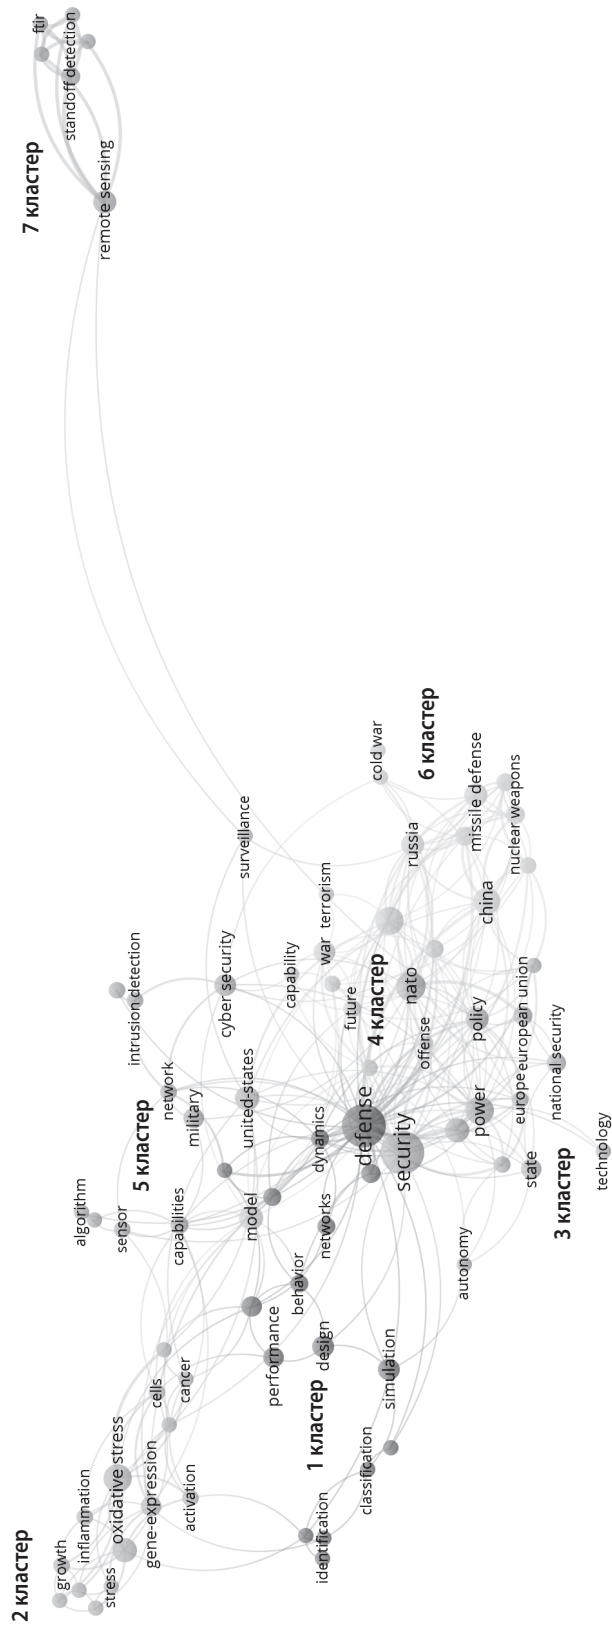 2 кластер
growth
inflammation
stress
oxidative stress
gene-expression
activation
cells
cancer
identification
classification
1 кластер
performance
design
simulation
behavior
autonomy
algorithm
sensor
capabilities
5 кластер
network
military
model
networks
united-states
dynamics
defense
security
power
state
3 кластер
technology
intrusion detection
cyber security
capability
future
4 кластер
war
terrorism
nato
offense
policy
europe
european union
national security
surveillance
cold war
6 кластер
russia
missile defense
nuclear weapons
china
7 кластер
remote sensing
standoff detection
ftir